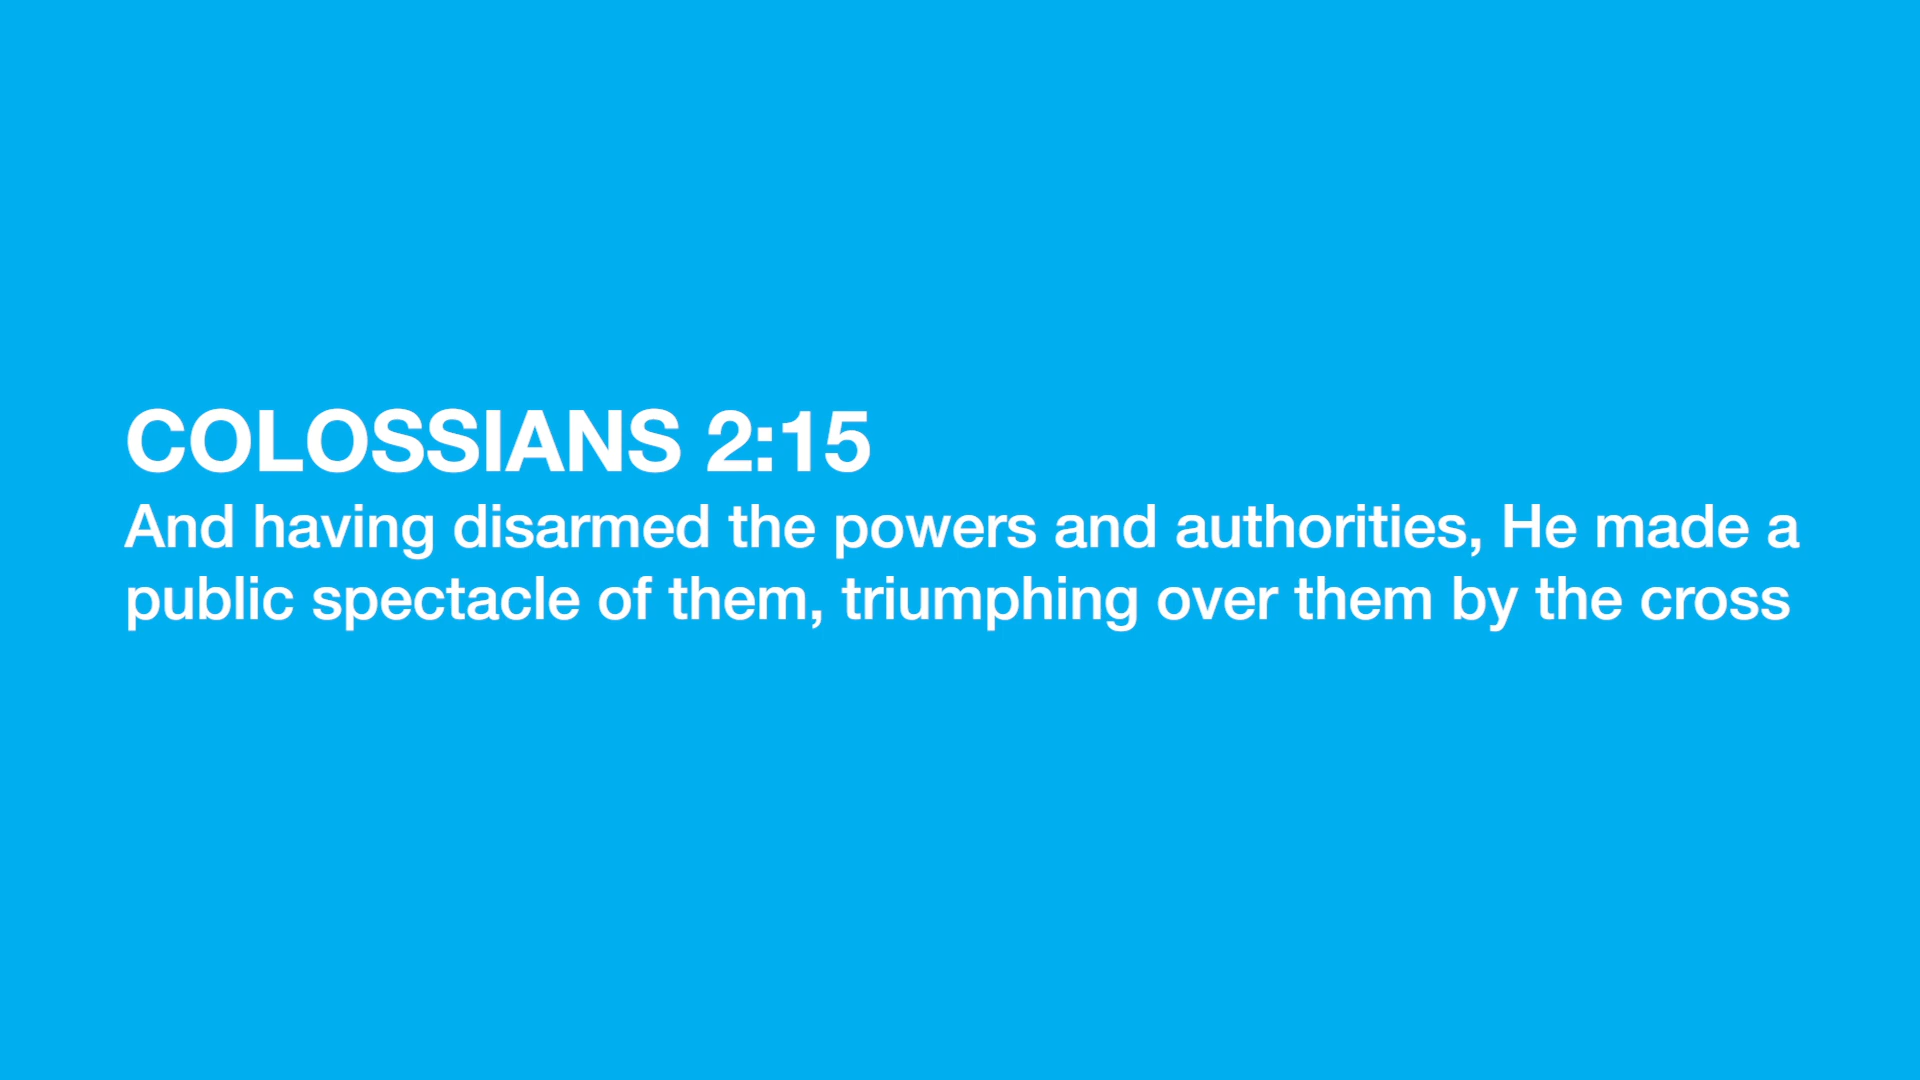 COLOSSIANS 2:15
And having disarmed the powers and authorities, He made a
public spectacle of them, triumphing over them by the cross